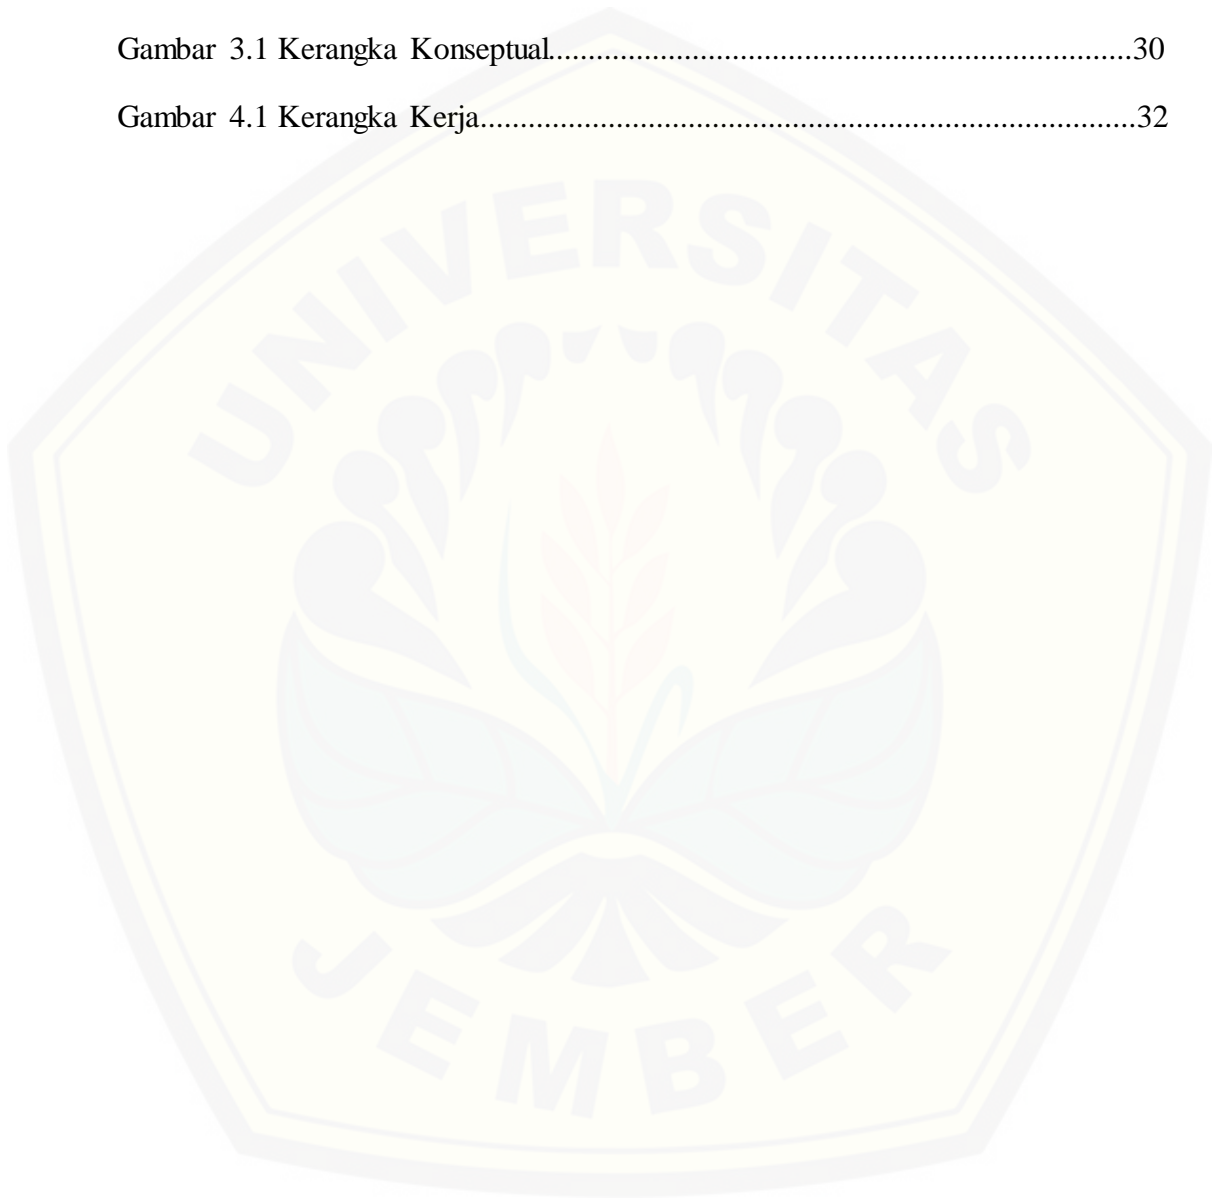 Gambar 3.1 Kerangka Konseptual........................................................................30
Gambar 4.1 Kerangka Kerja.................................................................................32
UNIVERSITAS
JEMBER